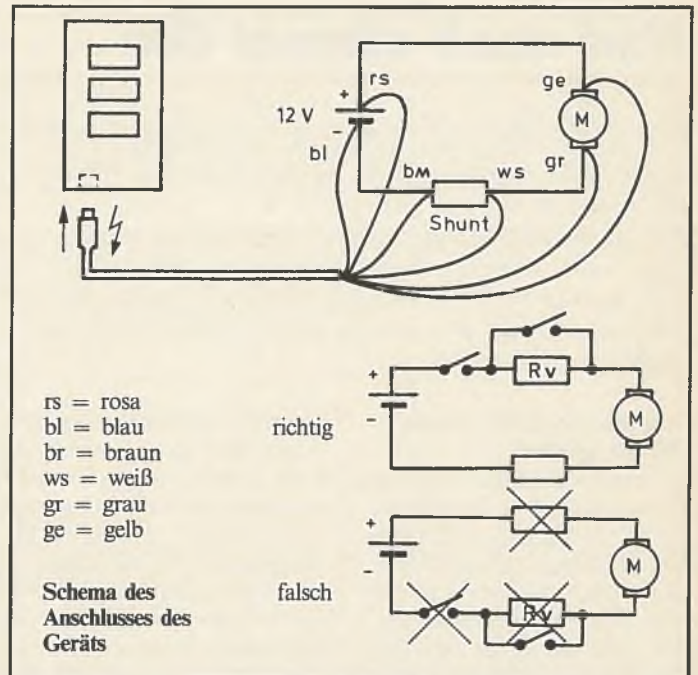 rs
ge
+
12 V
M
-
bl
gr
bм
ws
Shunt
+
Rv
-
M
richtig
rs = rosa
bl = blau
br = braun
ws = weiß
gr = grau
ge = gelb
+
-
M
falsch
Rv
Schema des
Anschlusses des
Geräts